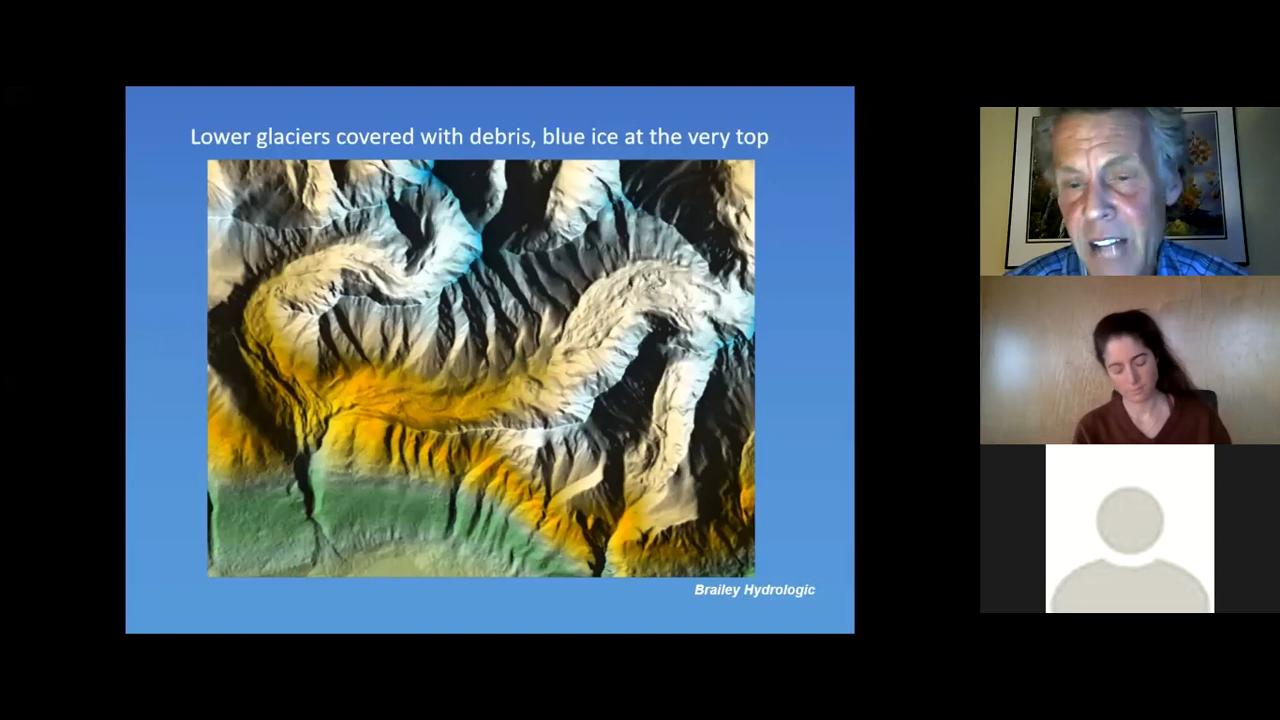 Lower glaciers covered with debris, blue ice at the very top
Brailey Hydrologic